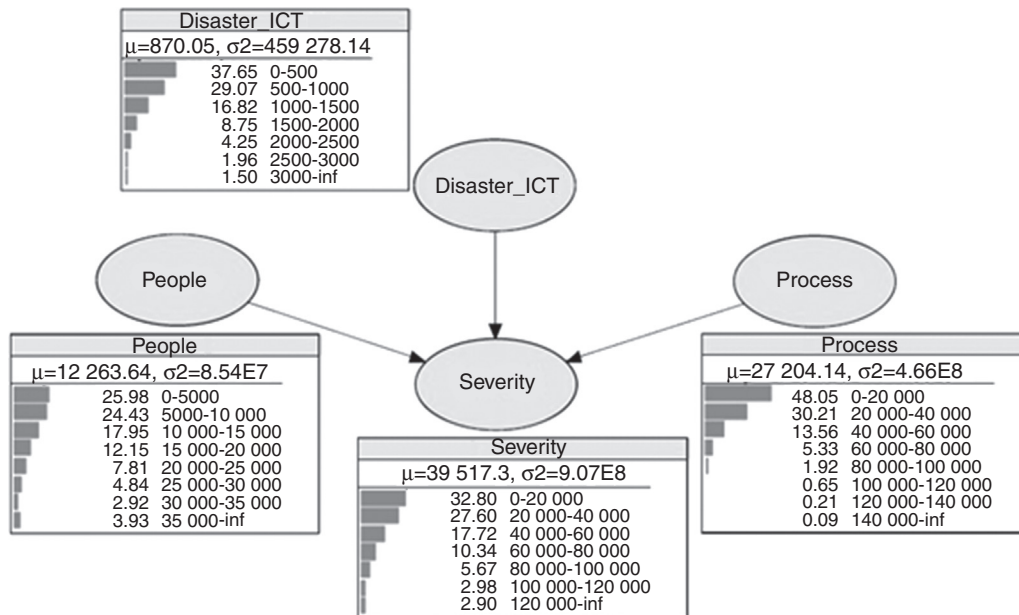 Disaster_ICT
μ=870.05, σ2=459 278.14
37.65 0-500
29.07 500-1000
16.82 1000-1500
8.75 1500-2000
4.25 2000-2500
1.96 2500-3000
1.50 3000-inf
Disaster_ICT
People
Process
People
μ=12 263.64, σ2=8.54E7
25.98 0-5000
24.43 5000-10 000
17.95 10 000-15 000
12.15 15 000-20 000
7.81 20 000-25 000
4.84 25 000-30 000
2.92 30 000-35 000
3.93 35 000-inf
Severity
Process
μ=27 204.14, σ2=4.66E8
48.05 0-20 000
30.21 20 000-40 000
13.56 40 000-60 000
5.33 60 000-80 000
1.92 80 000-100 000
0.65 100 000-120 000
0.21 120 000-140 000
0.09 140 000-inf
Severity
μ=39 517.3, σ2=9.07E8
32.80 0-20 000
27.60 20 000-40 000
17.72 40 000-60 000
10.34 60 000-80 000
5.67 80 000-100 000
2.98 100 000-120 000
2.90 120 000-inf